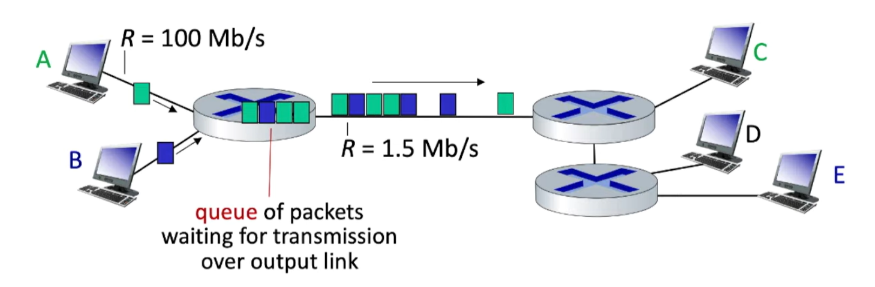 R = 100 Mb/s
A
C
B
R = 1.5 Mb/s
D
E
queue of packets
waiting for transmission
over output link